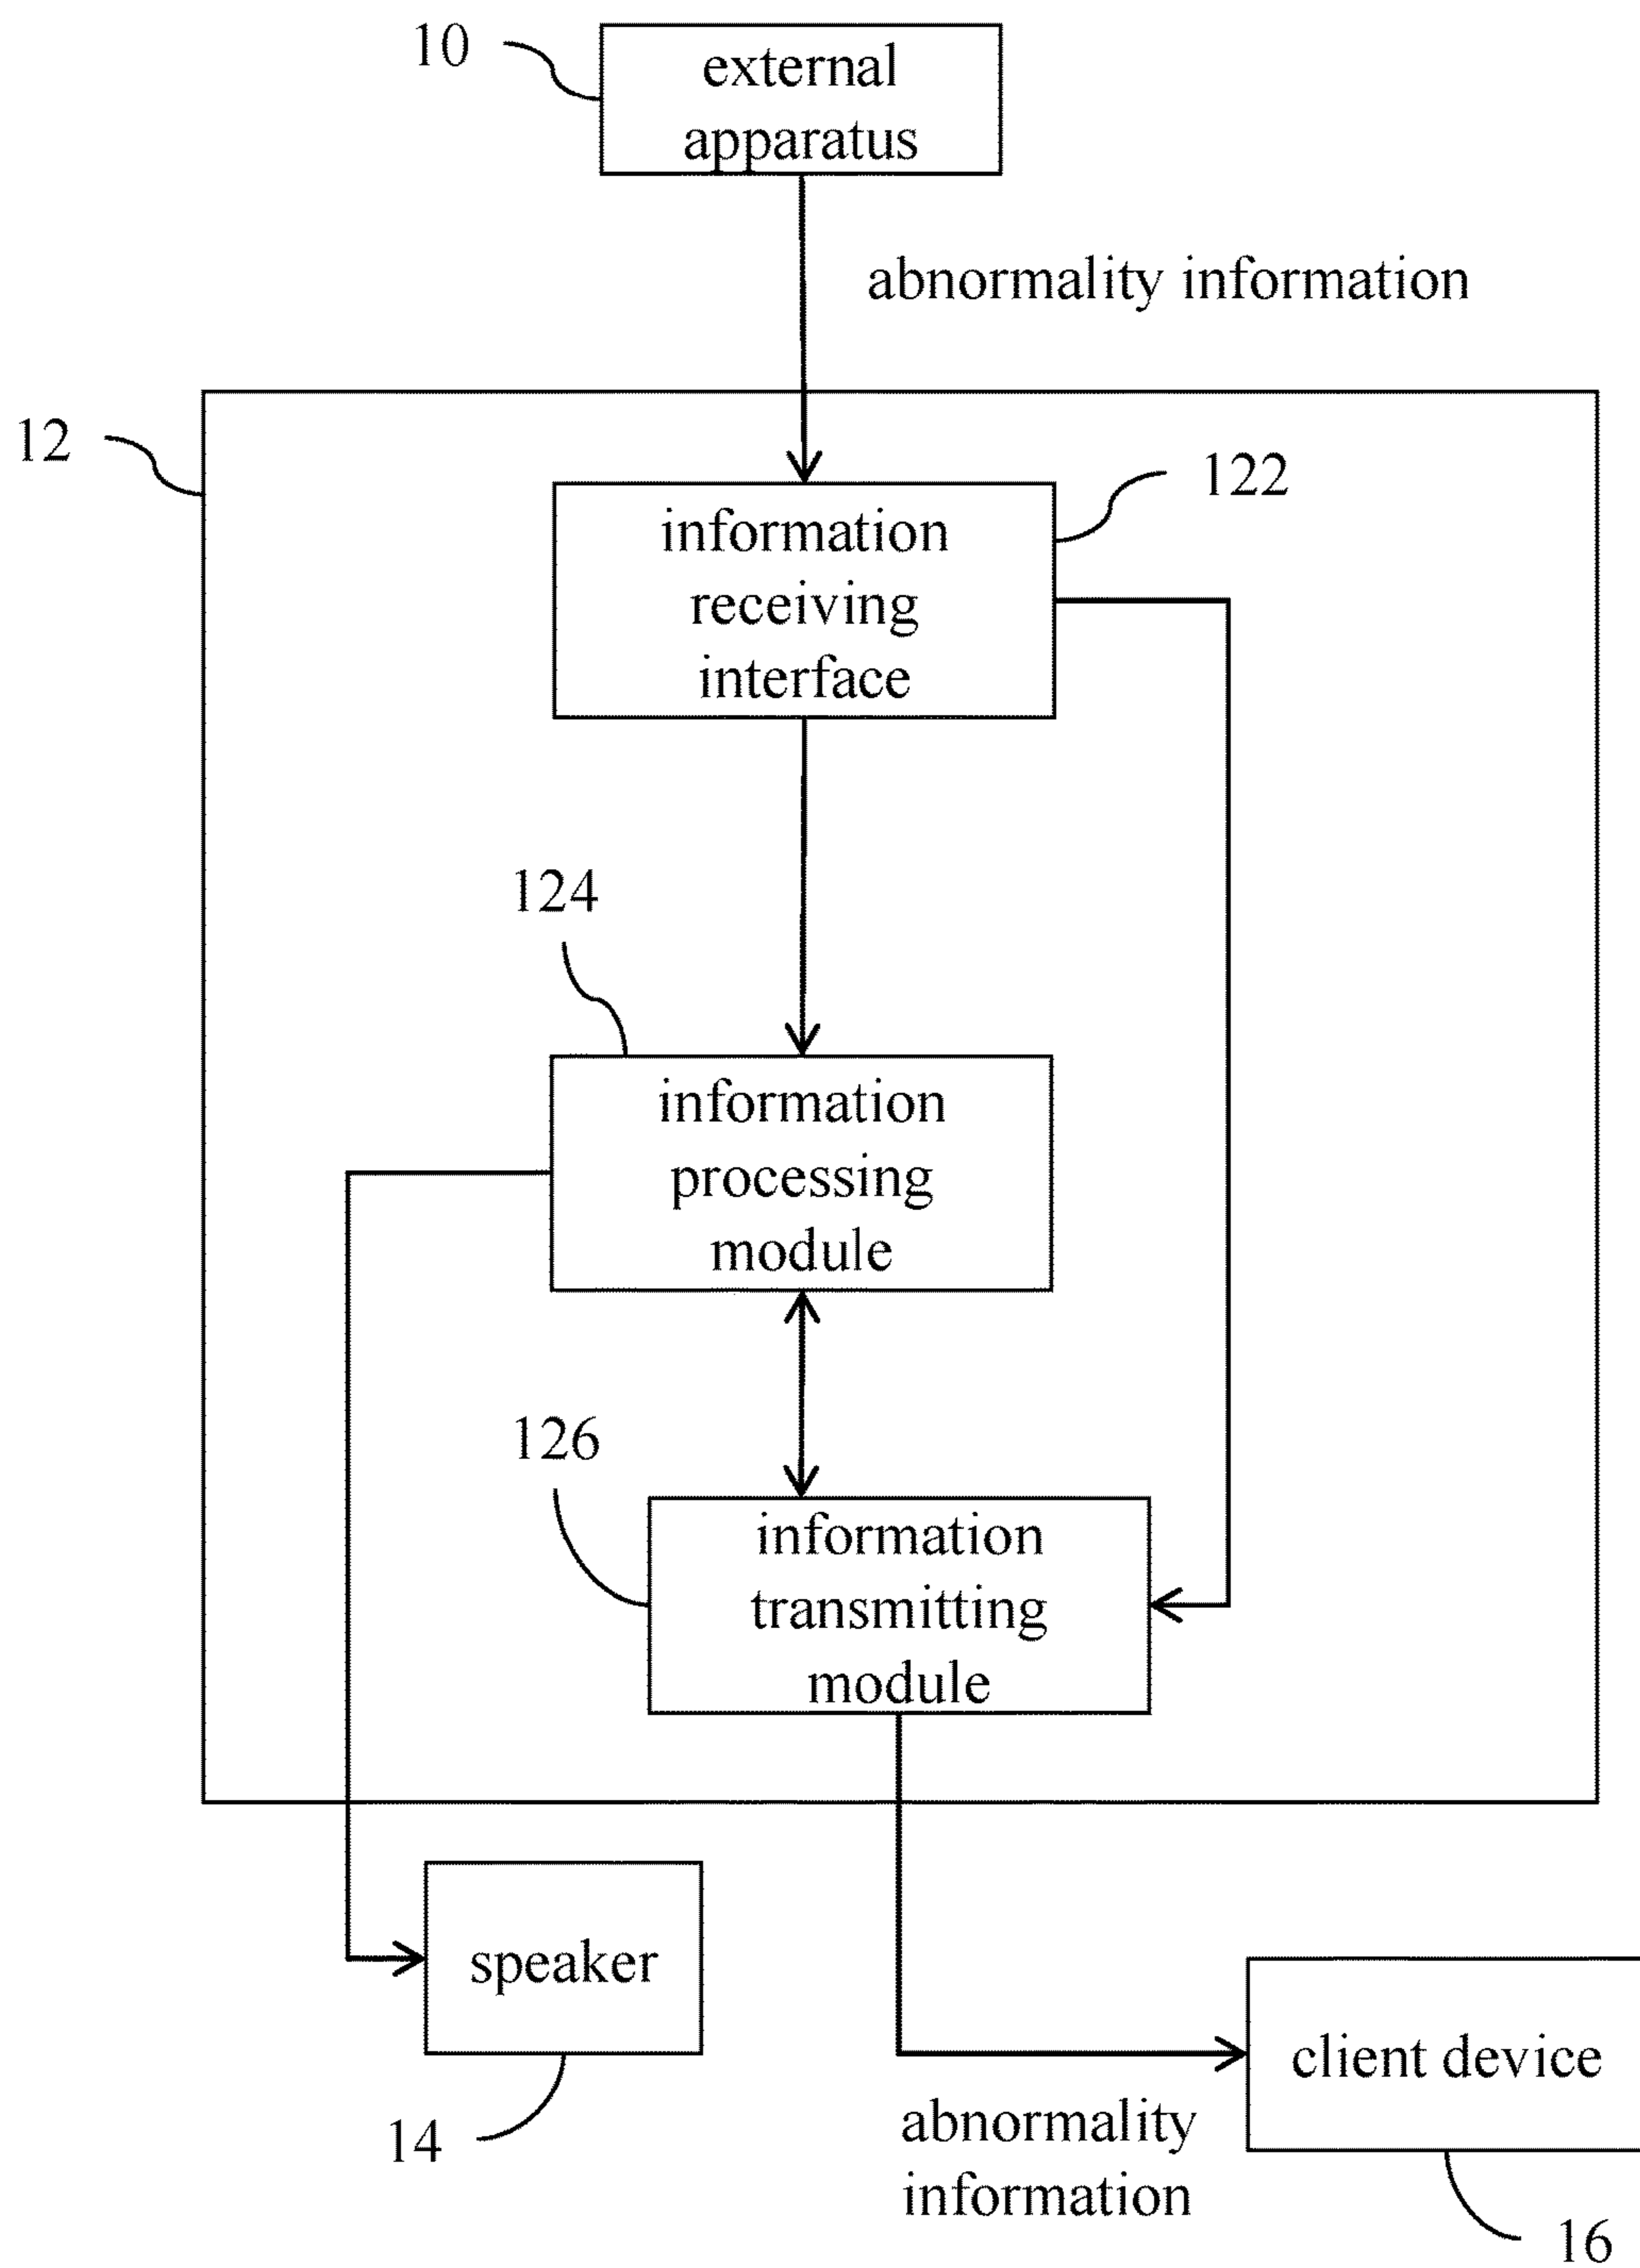 10
external
apparatus
abnormality information
12
122
information
receiving
interface
124
information
processing
module
126
information
transmitting
module
speaker
14
client device
abnormality
information
16